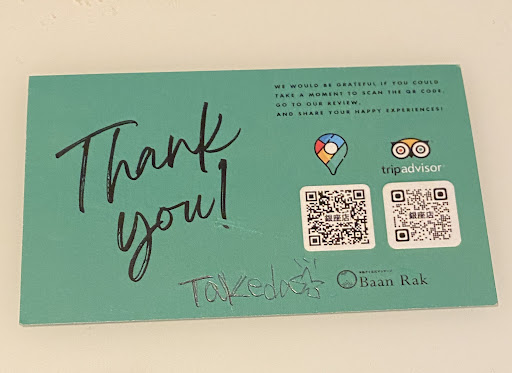 Thank
you!
WE WOULD BE GRATEFUL IF YOU COULD
TAKE A MOMENT TO SCAN THE QR CODE,
GO TO OUR REVIEW,
AND SHARE YOUR HAPPY EXPERIENCES!
tripadvisor
銀座店
銀座店
Takeda
Baan Rak